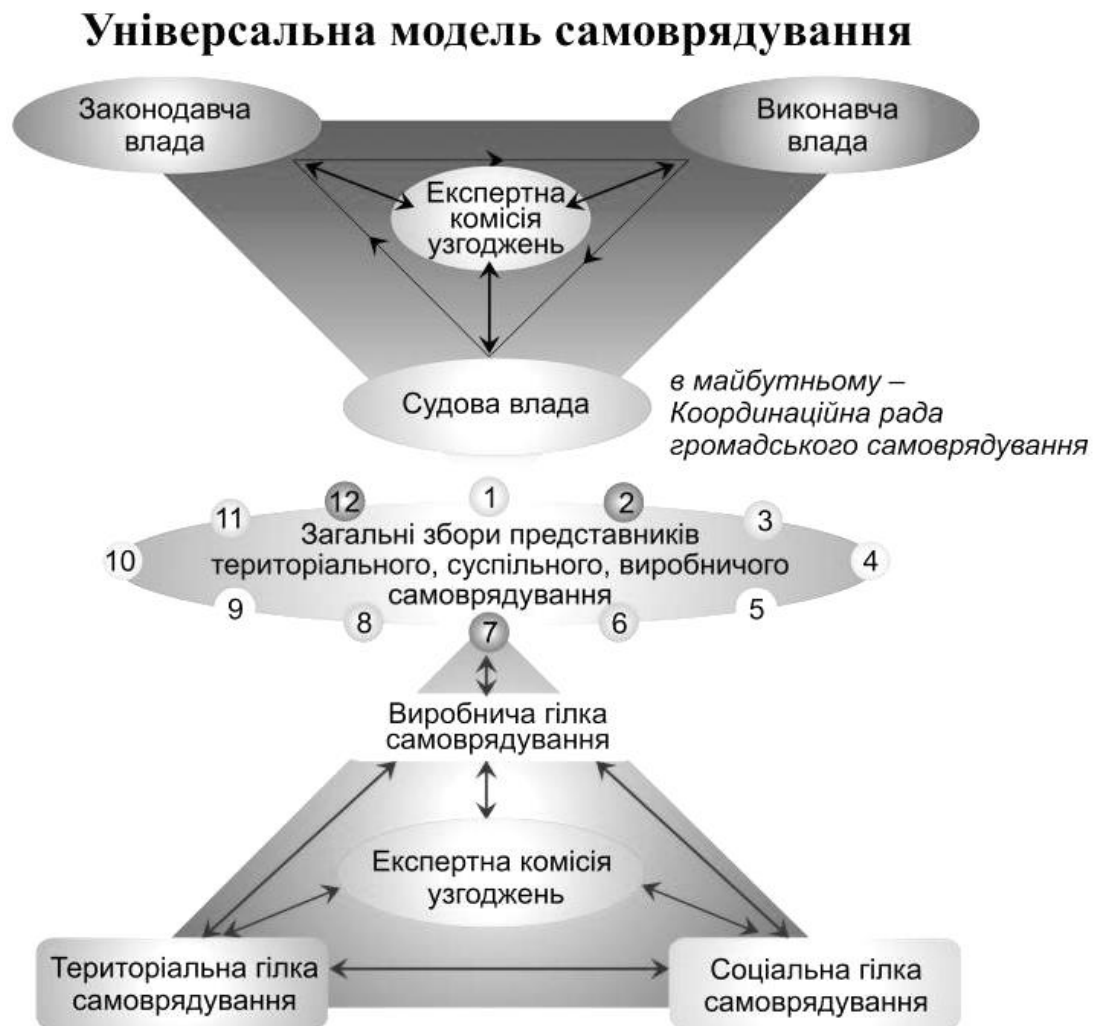 Універсальна модель самоврядування
Законодавча
влада
Виконавча
влада
Експертна
комісія
узгоджень
Судова влада
в майбутньому –
Координаційна рада
громадського самоврядування
12
1
2
11
3
Загальні збори представників
10
територіального, суспільного, виробничого
4
самоврядування
9
5
8
6
7
Виробнича гілка
самоврядування
Експертна комісія
узгоджень
Територіальна гілка
самоврядування
Соціальна гілка
самоврядування